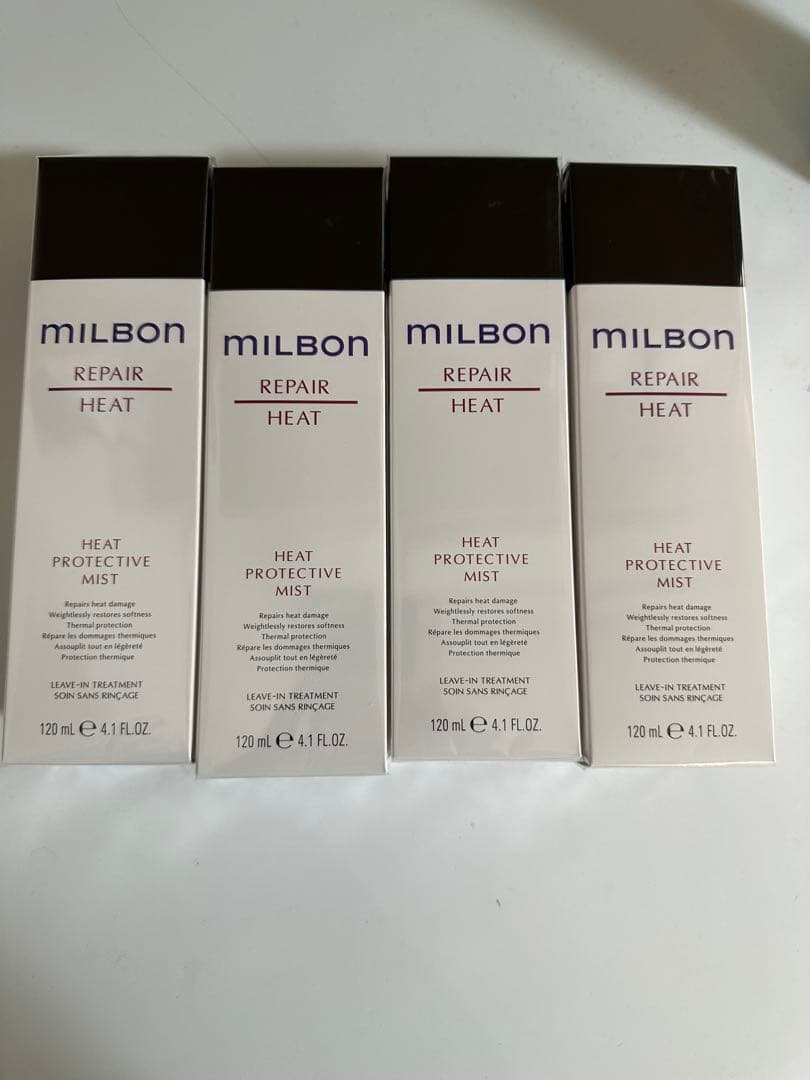 mILBon
REPAIR
HEAT
HEAT
PROTECTIVE
MIST
Repairs heat damage
Weightlessly restores softness
Thermal protection
Répare les dommages thermiques
Assouplit tout en légèreté
Protection thermique
LEAVE-IN TREATMENT
SOIN SANS RINÇAGE
120 mL ℮ 4.1 FL.OZ.
mILBon
REPAIR
HEAT
HEAT
PROTECTIVE
MIST
Repairs heat damage
Weightlessly restores softness
Thermal protection
Répare les dommages thermiques
Assouplit tout en légèreté
Protection thermique
LEAVE-IN TREATMENT
SOIN SANS RINÇAGE
120 mL ℮ 4.1 FL.OZ.
mILBon
REPAIR
HEAT
HEAT
PROTECTIVE
MIST
Repairs heat damage
Weightlessly restores softness
Thermal protection
Répare les dommages thermiques
Assouplit tout en légèreté
Protection thermique
LEAVE-IN TREATMENT
SOIN SANS RINÇAGE
120 mL ℮ 4.1 FL.OZ.
mILBon
REPAIR
HEAT
HEAT
PROTECTIVE
MIST
Repairs heat damage
Weightlessly restores softness
Thermal protection
Répare les dommages thermiques
Assouplit tout en légèreté
Protection thermique
LEAVE-IN TREATMENT
SOIN SANS RINÇAGE
120 mL ℮ 4.1 FL.OZ.